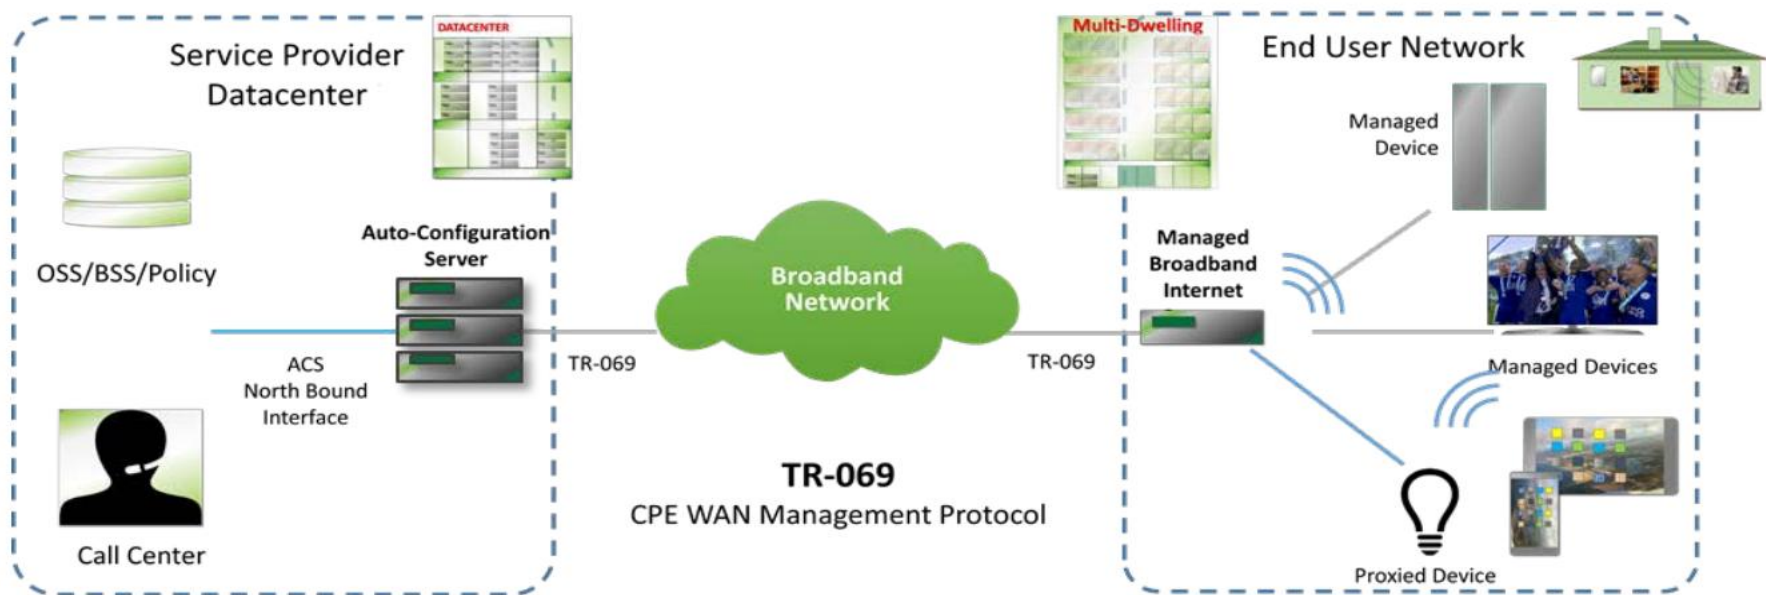 Service Provider
Datacenter
DATACENTER
OSS/BSS/Policy
Auto-Configuration
Server
ACS
North Bound
Interface
Call Center
TR-069
Broadband
Network
TR-069
TR-069
CPE WAN Management Protocol
Multi-Dwelling
End User Network
Managed
Device
Managed
Broadband
Internet
Managed Devices
Proxied Device